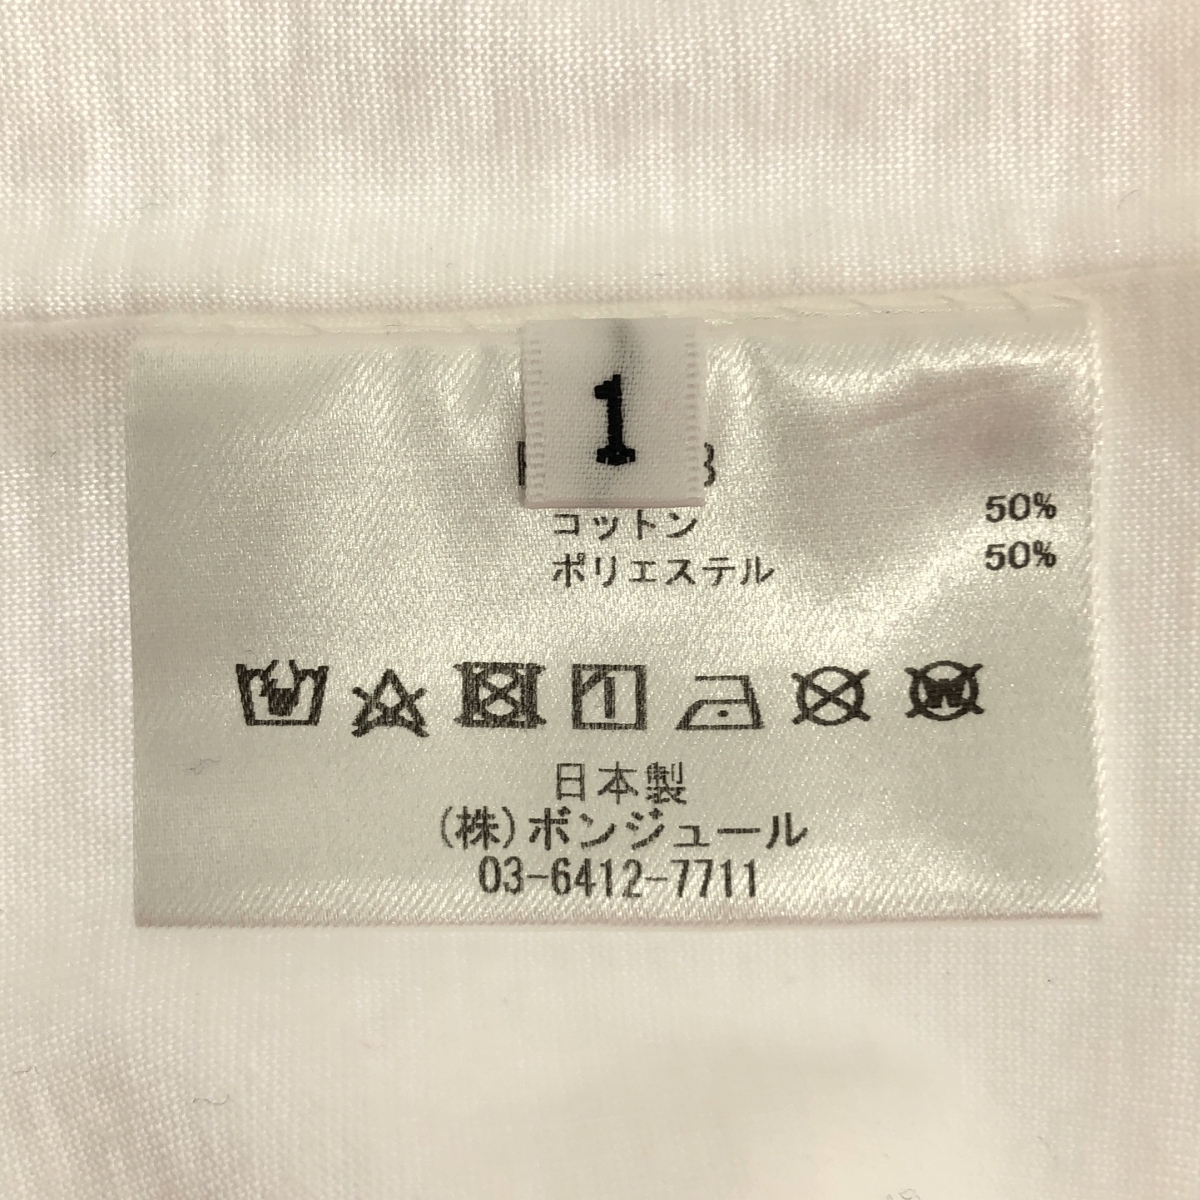 1
コットン 50%
ポリエステル 50%
日本製
(株)ボンジュール
03-6412-7711